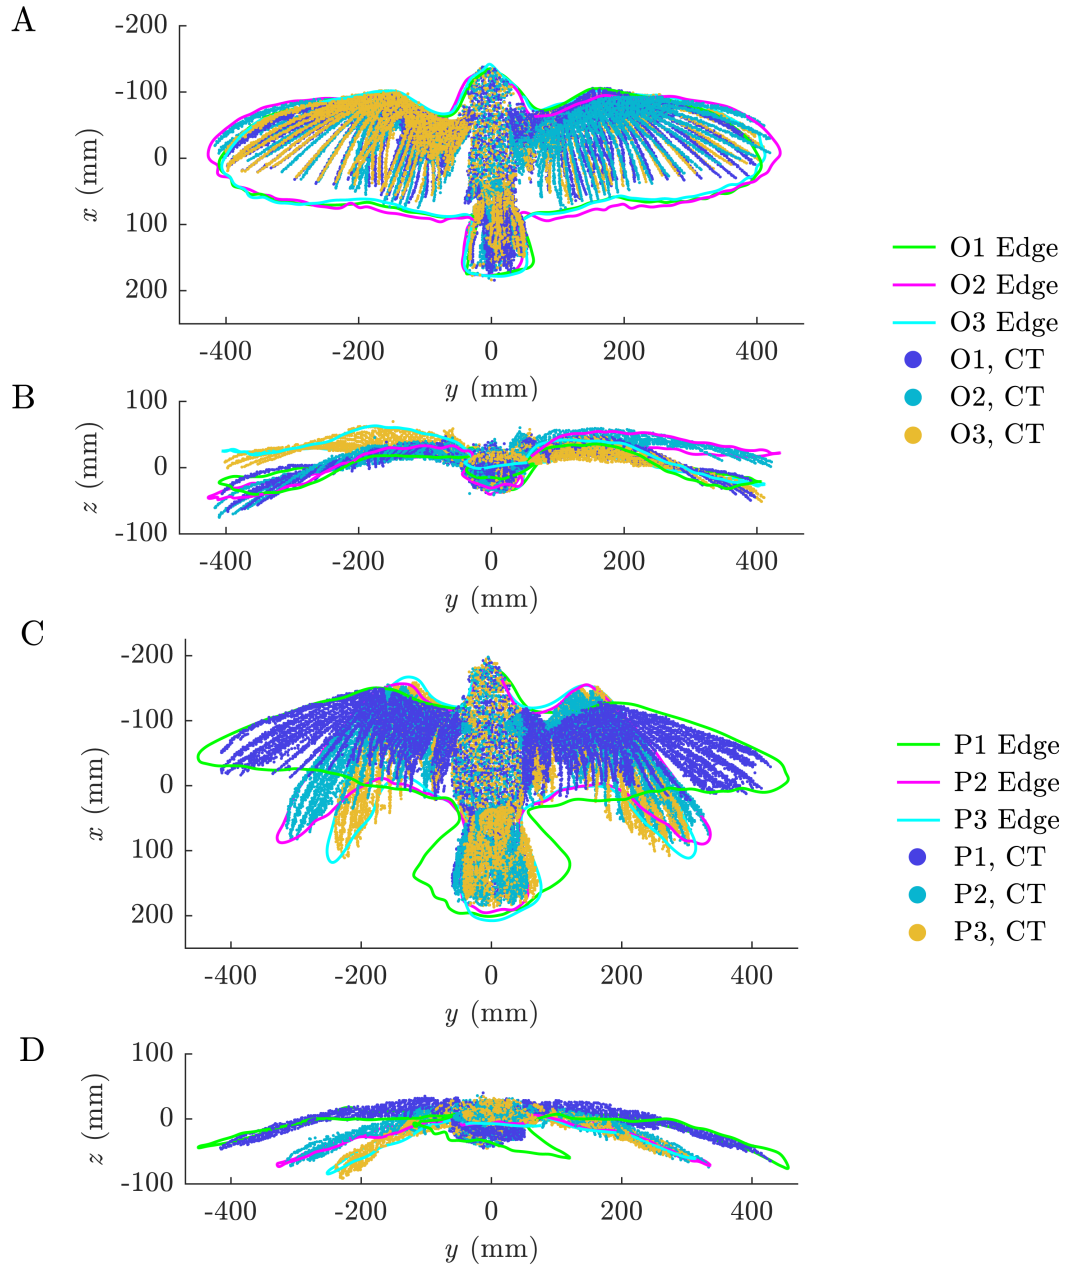 A
-200
-100
0
100
200
x (mm)
-400 -200 0 200 400
y (mm)
O1 Edge
O2 Edge
O3 Edge
O1, CT
O2, CT
O3, CT
B
100
0
-100
z (mm)
-400 -200 0 200 400
y (mm)
C
-200
-100
0
100
200
x (mm)
-400 -200 0 200 400
y (mm)
P1 Edge
P2 Edge
P3 Edge
P1, CT
P2, CT
P3, CT
D
100
0
-100
z (mm)
-400 -200 0 200 400
y (mm)